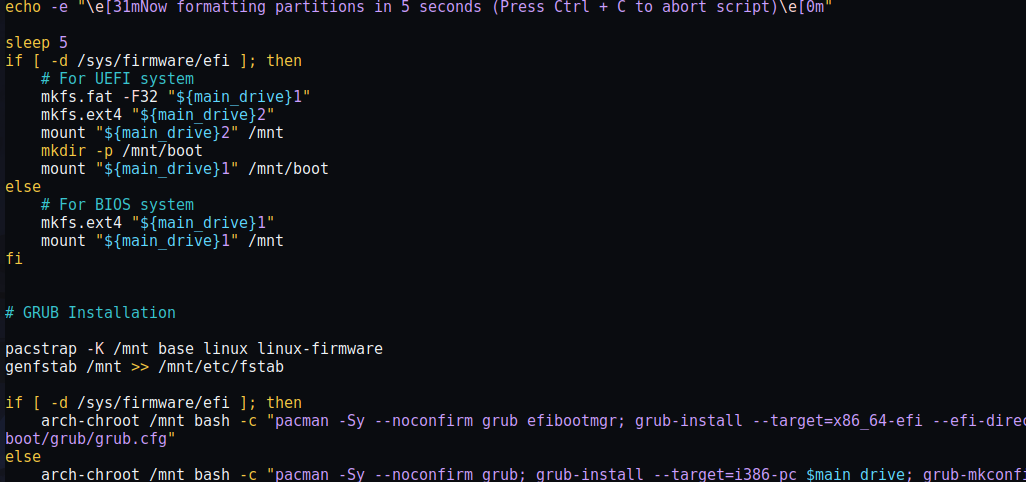 echo -e "\e[31mNow formatting partitions in 5 seconds (Press Ctrl + C to abort script)\e[0m"
sleep 5
if [ -d /sys/firmware/efi ]; then
# For UEFI system
mkfs.fat -F32 "${main_drive}1"
mkfs.ext4 "${main_drive}2"
mount "${main_drive}2" /mnt
mkdir -p /mnt/boot
mount "${main_drive}1" /mnt/boot
else
# For BIOS system
mkfs.ext4 "${main_drive}1"
mount "${main_drive}1" /mnt
fi
# GRUB Installation
pacstrap -K /mnt base linux linux-firmware
genfstab /mnt >> /mnt/etc/fstab
if [ -d /sys/firmware/efi ]; then
arch-chroot /mnt bash -c "pacman -Sy --noconfirm grub efibootmgr; grub-install --target=x86_64-efi --efi-direc
boot/grub/grub.cfg"
else
arch-chroot /mnt bash -c "pacman -Sy --noconfirm grub; grub-install --target=i386-pc $main_drive; grub-mkconfi